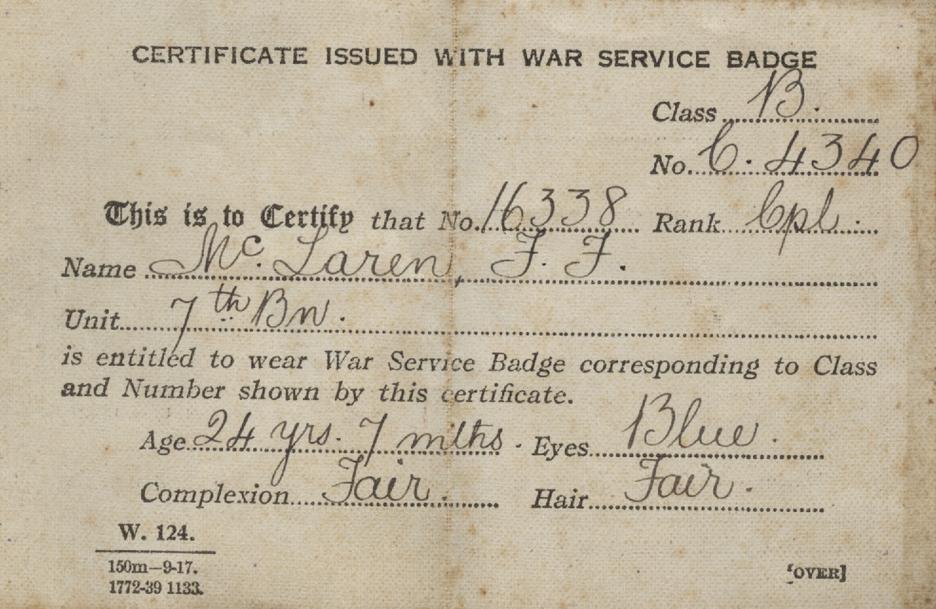 CERTIFICATE ISSUED WITH WAR SERVICE BADGE
Class B.
No. C. 4340
This is to Certify that No. 16338 Rank Cpl.
Name Mc. Laren, F. F.
Unit 7th Bn.
is entitled to wear War Service Badge corresponding to Class
and Number shown by this certificate.
Age 24 yrs. 7 mths. Eyes Blue.
Complexion Fair. Hair Fair.
W. 124.
150m—9-17.
1772-39 1133.
[OVER]